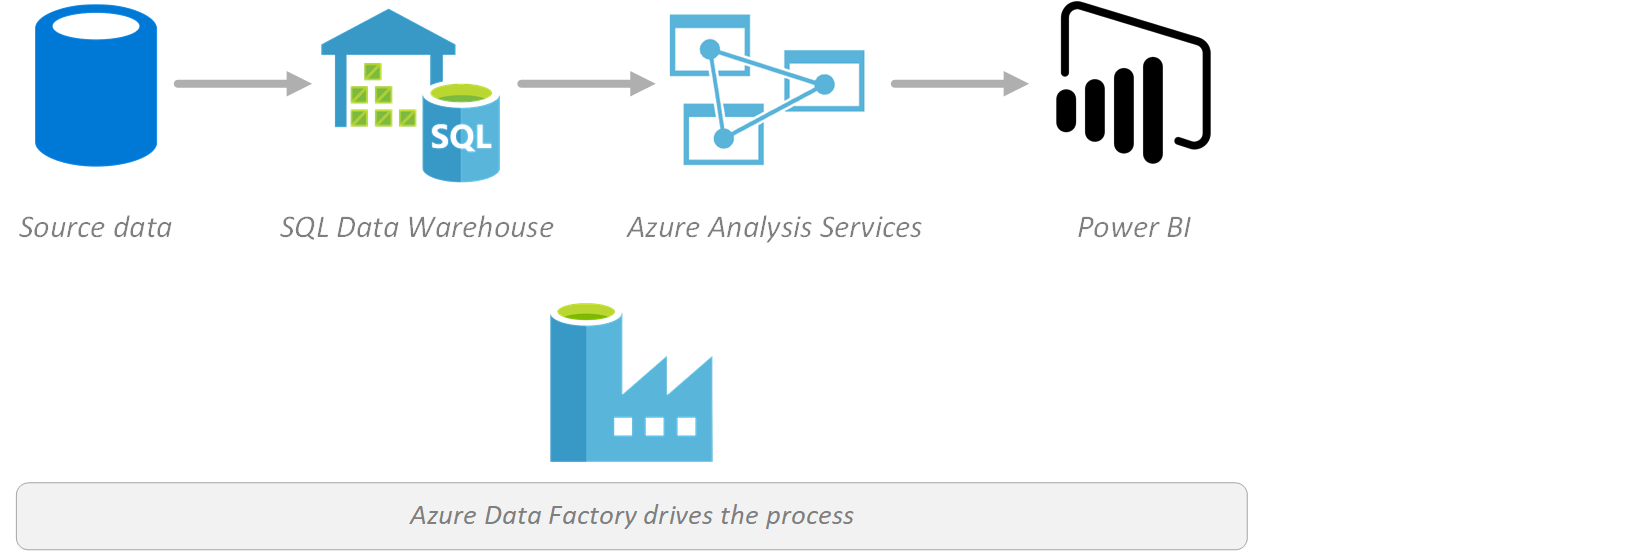 SQL
Source data
SQL Data Warehouse
Azure Analysis Services
Power BI
Azure Data Factory drives the process